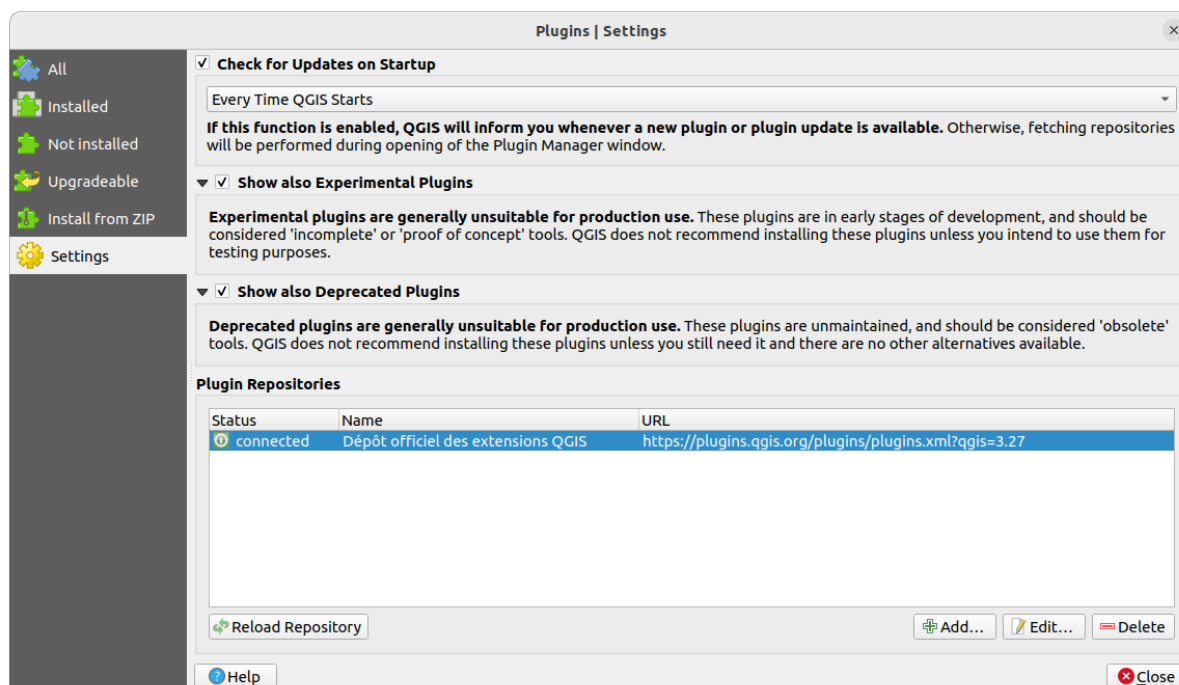 Plugins | Settings
All
Installed
Not installed
Upgradeable
Install from ZIP
Settings
Check for Updates on Startup
Every Time QGIS Starts
If this function is enabled, QGIS will inform you whenever a new plugin or plugin update is available. Otherwise, fetching repositories
will be performed during opening of the Plugin Manager window.
Show also Experimental Plugins
Experimental plugins are generally unsuitable for production use. These plugins are in early stages of development, and should be
considered 'incomplete' or 'proof of concept' tools. QGIS does not recommend installing these plugins unless you intend to use them for
testing purposes.
Show also Deprecated Plugins
Deprecated plugins are generally unsuitable for production use. These plugins are unmaintained, and should be considered 'obsolete'
tools. QGIS does not recommend installing these plugins unless you still need it and there are no other alternatives available.
Plugin Repositories
Status Name URL
connected Dépôt officiel des extensions QGIS https://plugins.qgis.org/plugins/plugins.xml?qgis=3.27
Reload Repository Add... Edit... Delete
Help Close